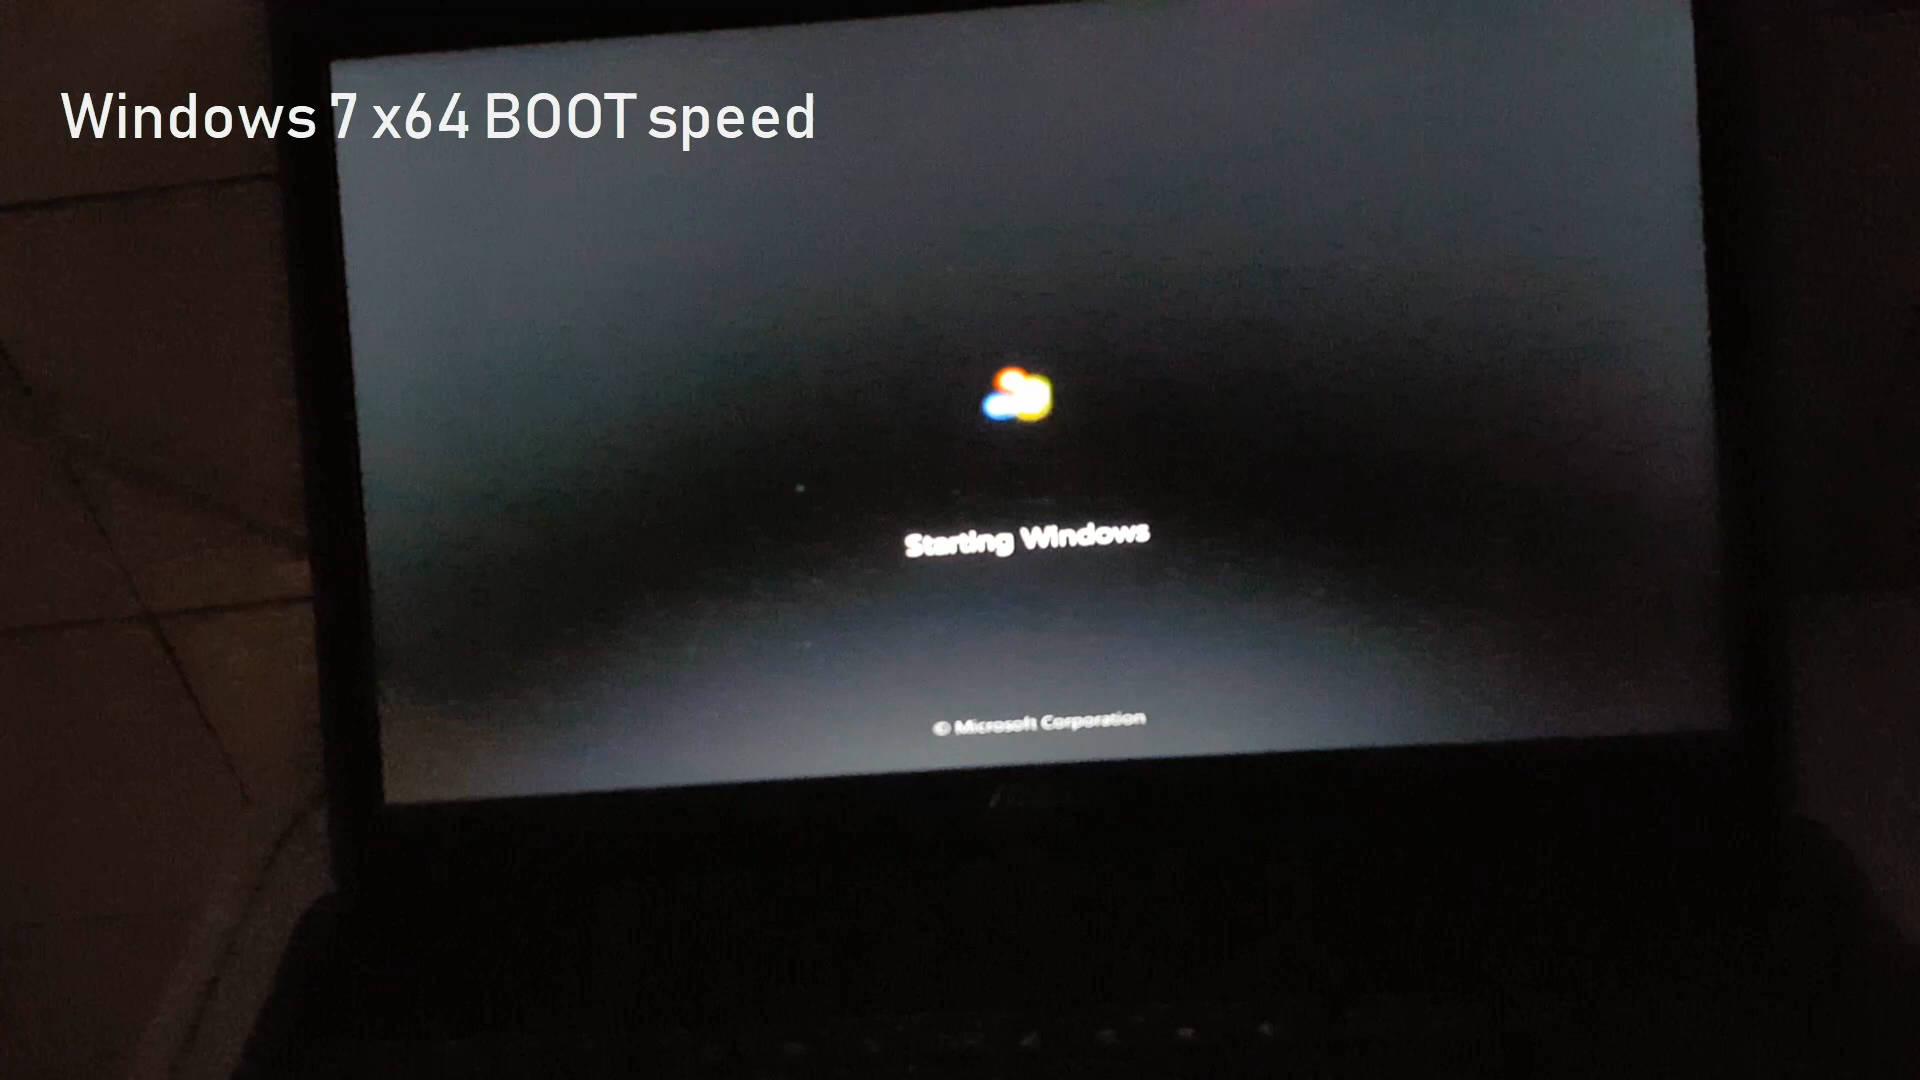 Windows 7 x64 BOOT speed
Starting Windows
© Microsoft Corporation